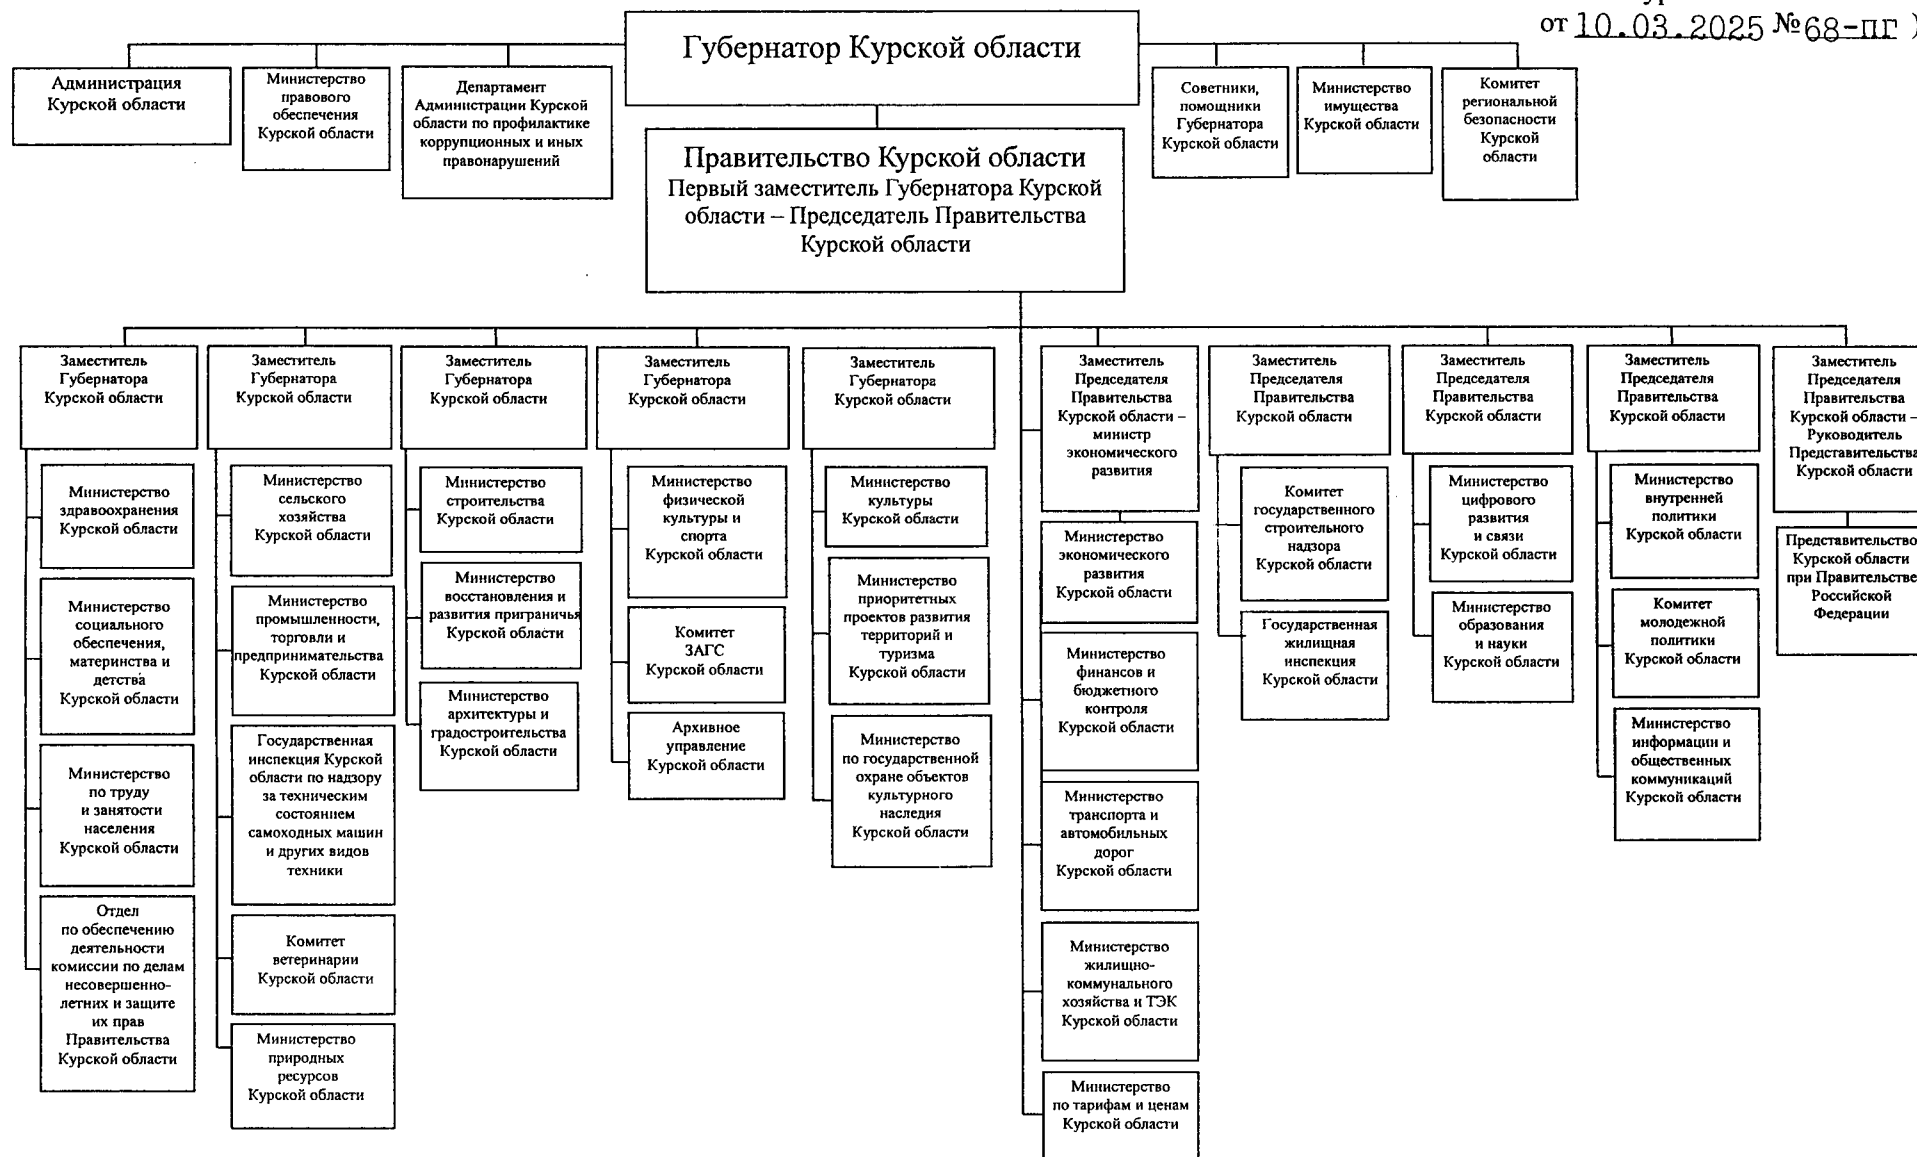 от 10.03.2025 №68-пг )
Губернатор Курской области
Администрация
Курской области
Министерство
правового
обеспечения
Курской области
Департамент
Администрации Курской
области по профилактике
коррупционных и иных
правонарушений
Советники,
помощники
Губернатора
Курской области
Министерство
имущества
Курской области
Комитет
региональной
безопасности
Курской
области
Правительство Курской области
Первый заместитель Губернатора Курской
области – Председатель Правительства
Курской области
Заместитель
Губернатора
Курской области
Заместитель
Губернатора
Курской области
Заместитель
Губернатора
Курской области
Заместитель
Губернатора
Курской области
Заместитель
Губернатора
Курской области
Заместитель
Председателя
Правительства
Курской области –
министр
экономического
развития
Заместитель
Председателя
Правительства
Курской области
Заместитель
Председателя
Правительства
Курской области
Заместитель
Председателя
Правительства
Курской области
Заместитель
Председателя
Правительства
Курской области –
Руководитель
Представительства
Курской области
Министерство
здравоохранения
Курской области
Министерство
социального
обеспечения,
материнства и
детства
Курской области
Министерство
по труду
и занятости
населения
Курской области
Отдел
по обеспечению
деятельности
комиссии по делам
несовершенно-
летних и защите
их прав
Правительства
Курской области
Министерство
сельского
хозяйства
Курской области
Министерство
промышленности,
торговли и
предпринимательства
Курской области
Государственная
инспекция Курской
области по надзору
за техническим
состоянием
самоходных машин
и других видов
техники
Комитет
ветеринарии
Курской области
Министерство
природных
ресурсов
Курской области
Министерство
строительства
Курской области
Министерство
восстановления и
развития приграничья
Курской области
Министерство
архитектуры и
градостроительства
Курской области
Министерство
физической
культуры и
спорта
Курской области
Комитет
ЗАГС
Курской области
Архивное
управление
Курской области
Министерство
культуры
Курской области
Министерство
приоритетных
проектов развития
территорий и
туризма
Курской области
Министерство
по государственной
охране объектов
культурного
наследия
Курской области
Министерство
экономического
развития
Курской области
Министерство
финансов и
бюджетного
контроля
Курской области
Министерство
транспорта и
автомобильных
дорог
Курской области
Министерство
жилищно-
коммунального
хозяйства и ТЭК
Курской области
Министерство
по тарифам и ценам
Курской области
Комитет
государственного
строительного
надзора
Курской области
Государственная
жилищная
инспекция
Курской области
Министерство
цифрового
развития
и связи
Курской области
Министерство
образования
и науки
Курской области
Министерство
внутренней
политики
Курской области
Комитет
молодежной
политики
Курской области
Министерство
информации и
общественных
коммуникаций
Курской области
Представительство
Курской области
при Правительстве
Российской
Федерации